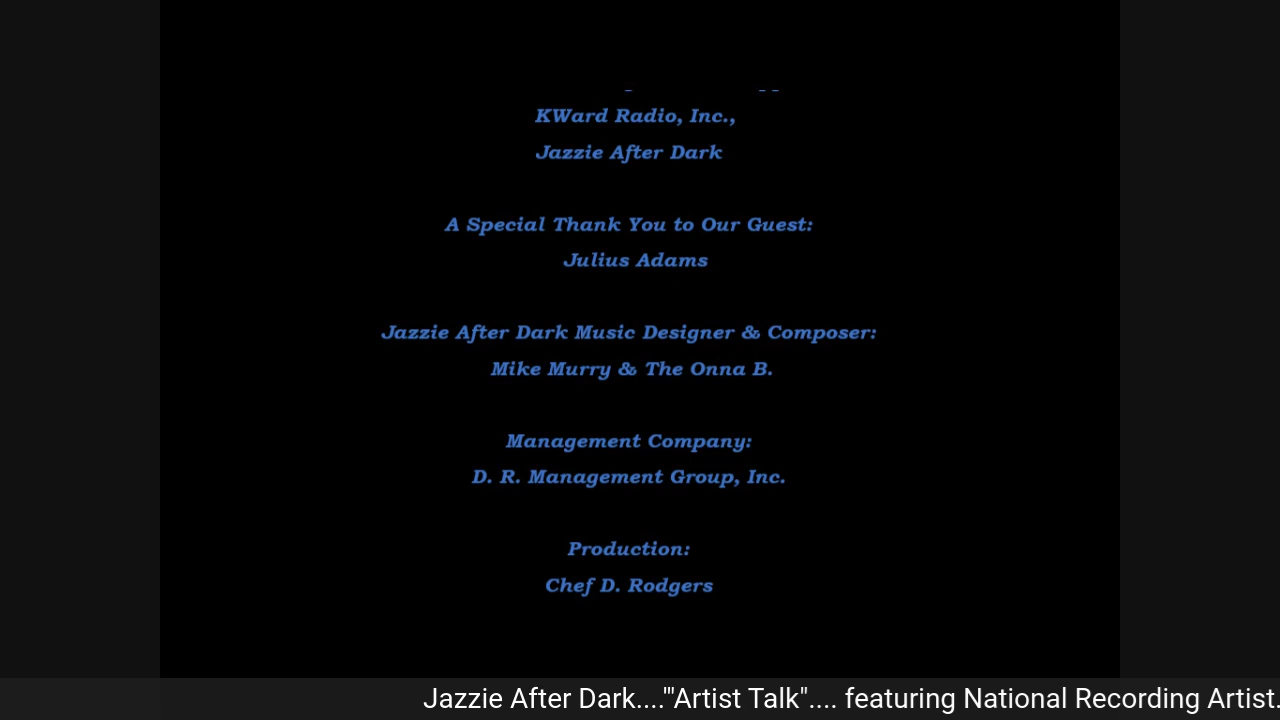 KWard Radio, Inc.,
Jazzie After Dark
A Special Thank You to Our Guest:
Julius Adams
Jazzie After Dark Music Designer & Composer:
Mike Murry & The Onna B.
Management Company:
D. R. Management Group, Inc.
Production:
Chef D. Rodgers
Jazzie After Dark...."'Artist Talk".... featuring National Recording Artist.